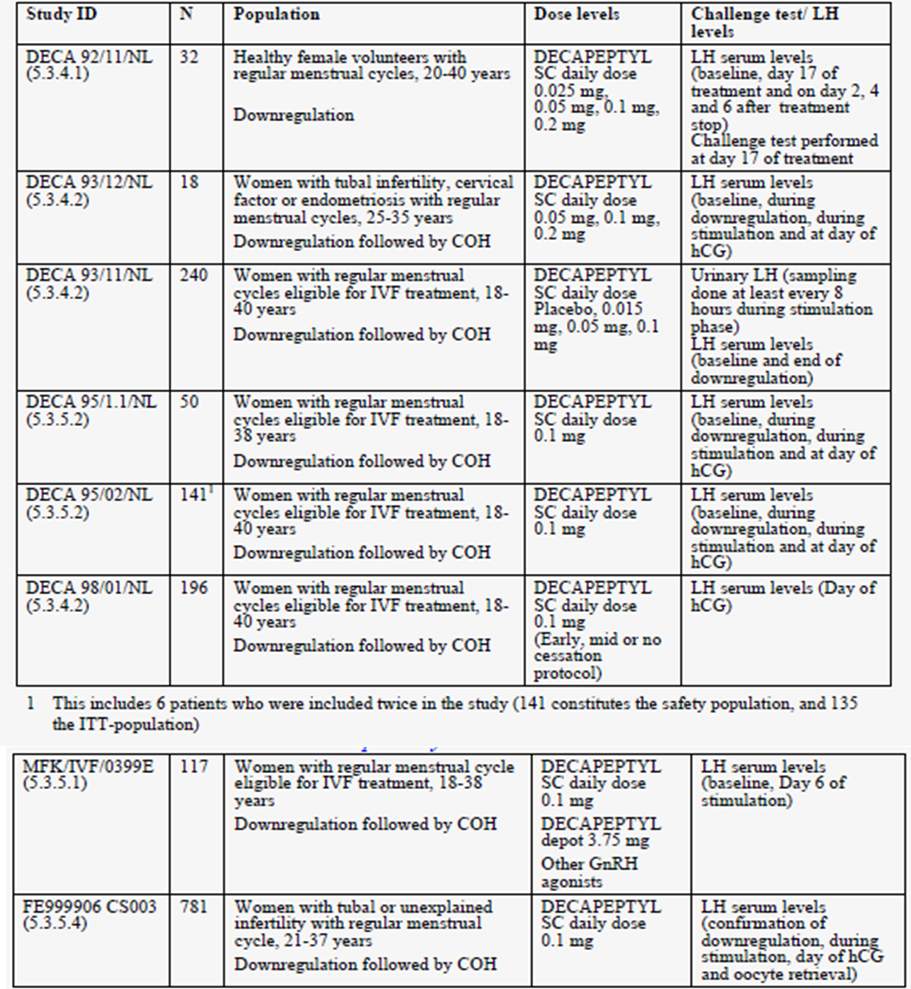 Study ID N Population Dose levels Challenge test/ LH
levels
DECA 92/11/NL
(5.3.4.1)
32
Healthy female volunteers with
regular menstrual cycles, 20-40 years
Downregulation
DECAPEPTYL
SC daily dose
0.025 mg,
0.05 mg, 0.1 mg,
0.2 mg
LH serum levels
(baseline, day 17 of
treatment and on day 2, 4
and 6 after treatment
stop)
Challenge test performed
at day 17 of treatment
DECA 93/12/NL
(5.3.4.2)
18
Women with tubal infertility, cervical
factor or endometriosis with regular
menstrual cycles, 25-35 years
Downregulation followed by COH
DECAPEPTYL
SC daily dose
0.05 mg, 0.1 mg,
0.2 mg
LH serum levels
(baseline, during
downregulation, during
stimulation and at day of
hCG)
DECA 93/11/NL
(5.3.4.2)
240
Women with regular menstrual
cycles eligible for IVF treatment, 18-
40 years
Downregulation followed by COH
DECAPEPTYL
SC daily dose
Placebo, 0.015
mg, 0.05 mg, 0.1
mg
Urinary LH (sampling
done at least every 8
hours during stimulation
phase)
LH serum levels
(baseline and end of
downregulation)
DECA 95/1.1/NL
(5.3.5.2)
50
Women with regular menstrual
cycles eligible for IVF treatment, 18-
38 years
Downregulation followed by COH
DECAPEPTYL
SC daily dose
0.1 mg
LH serum levels
(baseline, during
downregulation, during
stimulation and at day of
hCG)
DECA 95/02/NL
(5.3.5.2)
141¹
Women with regular menstrual
cycles eligible for IVF treatment, 18-
40 years
Downregulation followed by COH
DECAPEPTYL
SC daily dose
0.1 mg
LH serum levels
(baseline, during
downregulation, during
stimulation and at day of
hCG)
DECA 98/01/NL
(5.3.4.2)
196
Women with regular menstrual
cycles eligible for IVF treatment, 18-
40 years
Downregulation followed by COH
DECAPEPTYL
SC daily dose
0.1 mg
(Early, mid or no
cessation
protocol)
LH serum levels (Day of
hCG)
1 This includes 6 patients who were included twice in the study (141 constitutes the safety population, and 135
the ITT-population)
MFK/IVF/0399E
(5.3.5.1)
117
Women with regular menstrual cycle
eligible for IVF treatment, 18-38
years
Downregulation followed by COH
DECAPEPTYL
SC daily dose
0.1 mg
DECAPEPTYL
depot 3.75 mg
Other GnRH
agonists
LH serum levels
(baseline, Day 6 of
stimulation)
FE999906 CS003
(5.3.5.4)
781
Women with tubal or unexplained
infertility with regular menstrual
cycle, 21-37 years
Downregulation followed by COH
DECAPEPTYL
SC daily dose
0.1 mg
LH serum levels
(confirmation of
downregulation, during
stimulation, day of hCG
and oocyte retrieval)